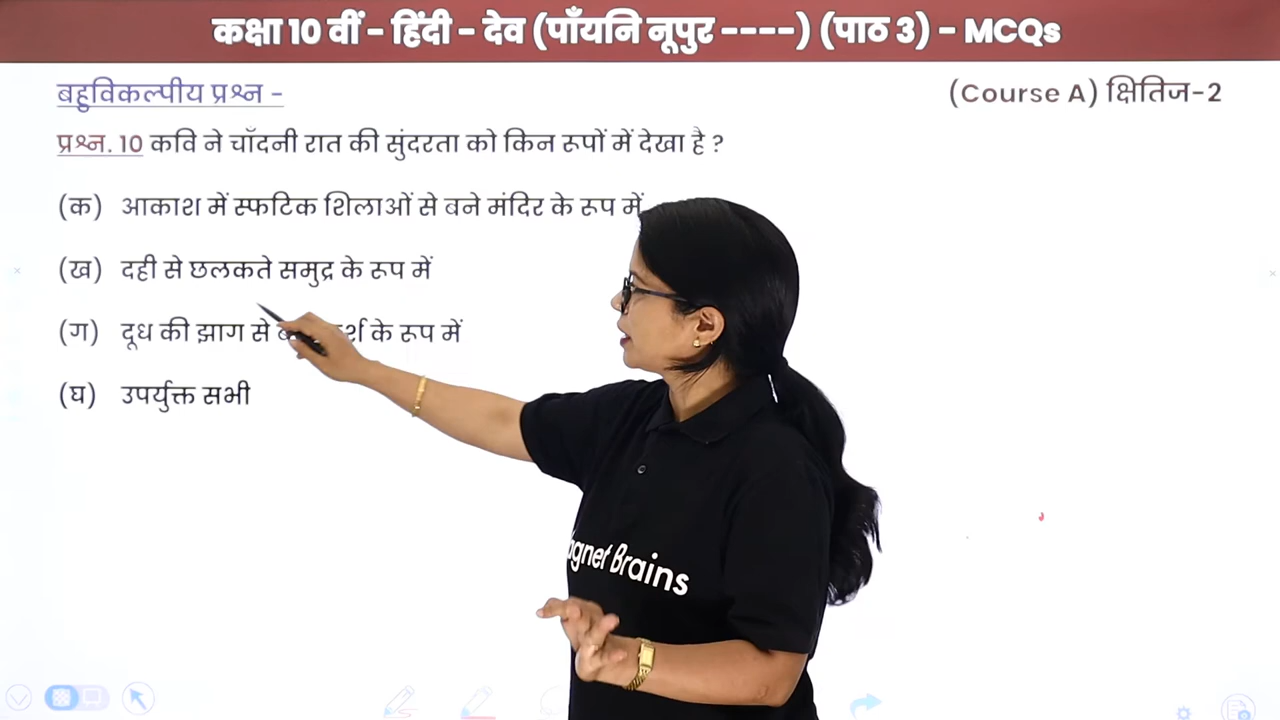 कक्षा 10 वीं - हिंदी - देव (पाँयनि नूपुर ----) (पाठ 3) - MCQs
बहुविकल्पीय प्रश्न -
(Course A) क्षितिज-2
प्रश्न. 10 कवि ने चाँदनी रात की सुंदरता को किन रूपों में देखा है ?
(क) आकाश में स्फटिक शिलाओं से बने मंदिर के रूप में
(ख) दही से छलकते समुद्र के रूप में
(ग) दूध की झाग से के रूप में
(घ) उपर्युक्त सभी
Brains